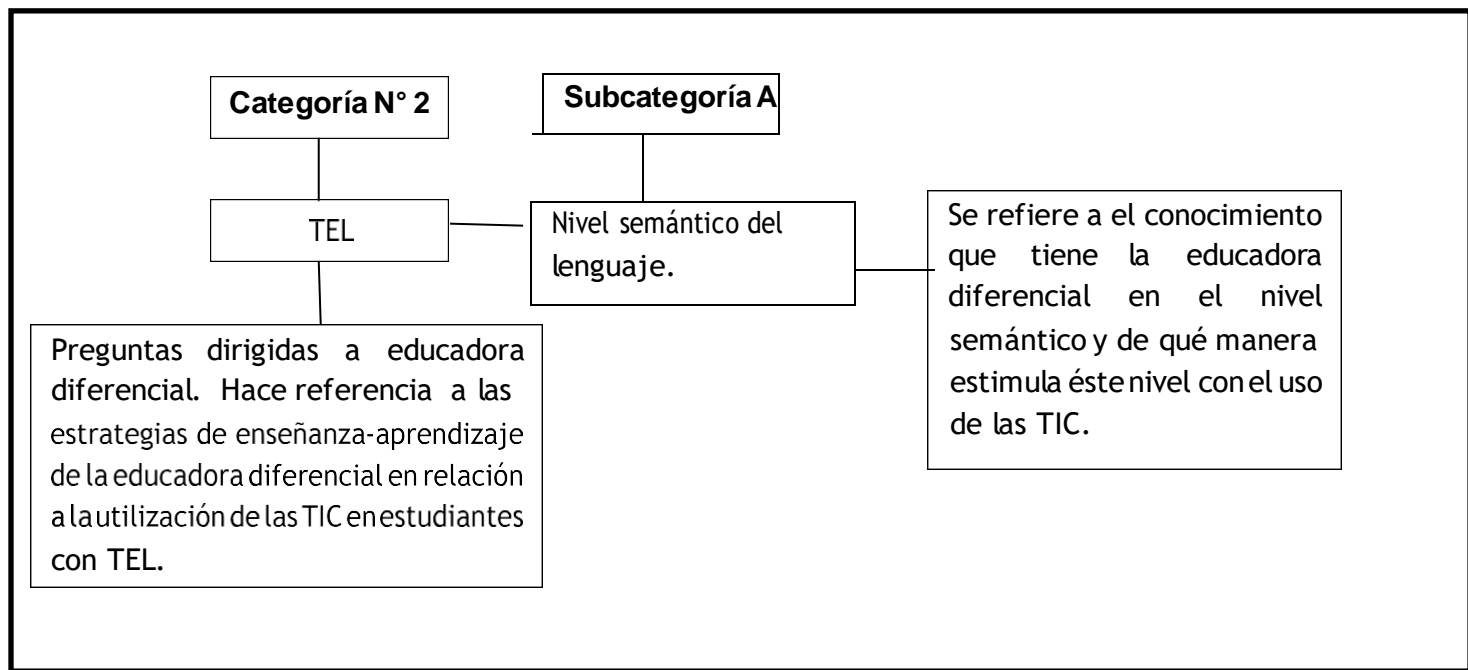 Categoría N° 2
Subcategoría A
TEL
Nivel semántico del
lenguaje.
Se refiere a el conocimiento
que tiene la educadora
diferencial en el nivel
semántico y de qué manera
estimula éste nivel con el uso
de las TIC.
Preguntas dirigidas a educadora
diferencial. Hace referencia a las
estrategias de enseñanza-aprendizaje
de la educadora diferencial en relación
a la utilización de las TIC en estudiantes
con TEL.